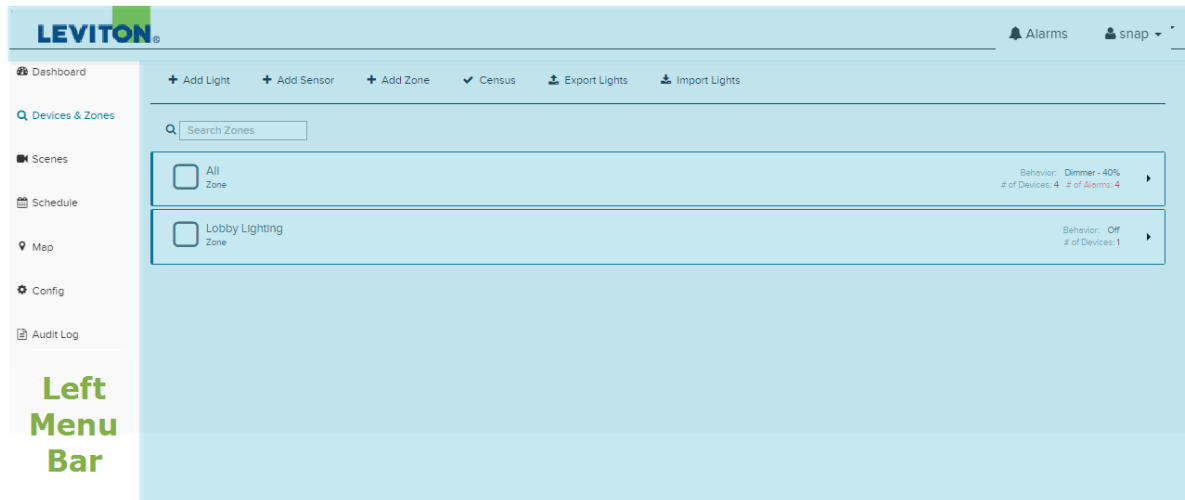 LEVITON®
Alarms
snap
Dashboard
Devices & Zones
Scenes
Schedule
Map
Config
Audit Log
Left
Menu
Bar
Add Light Add Sensor Add Zone Census Export Lights Import Lights
Search Zones
All
Zone
Behavior: Dimmer - 40%
# of Devices: 4 # of Alarms: 4
Lobby Lighting
Zone
Behavior: Off
# of Devices: 1